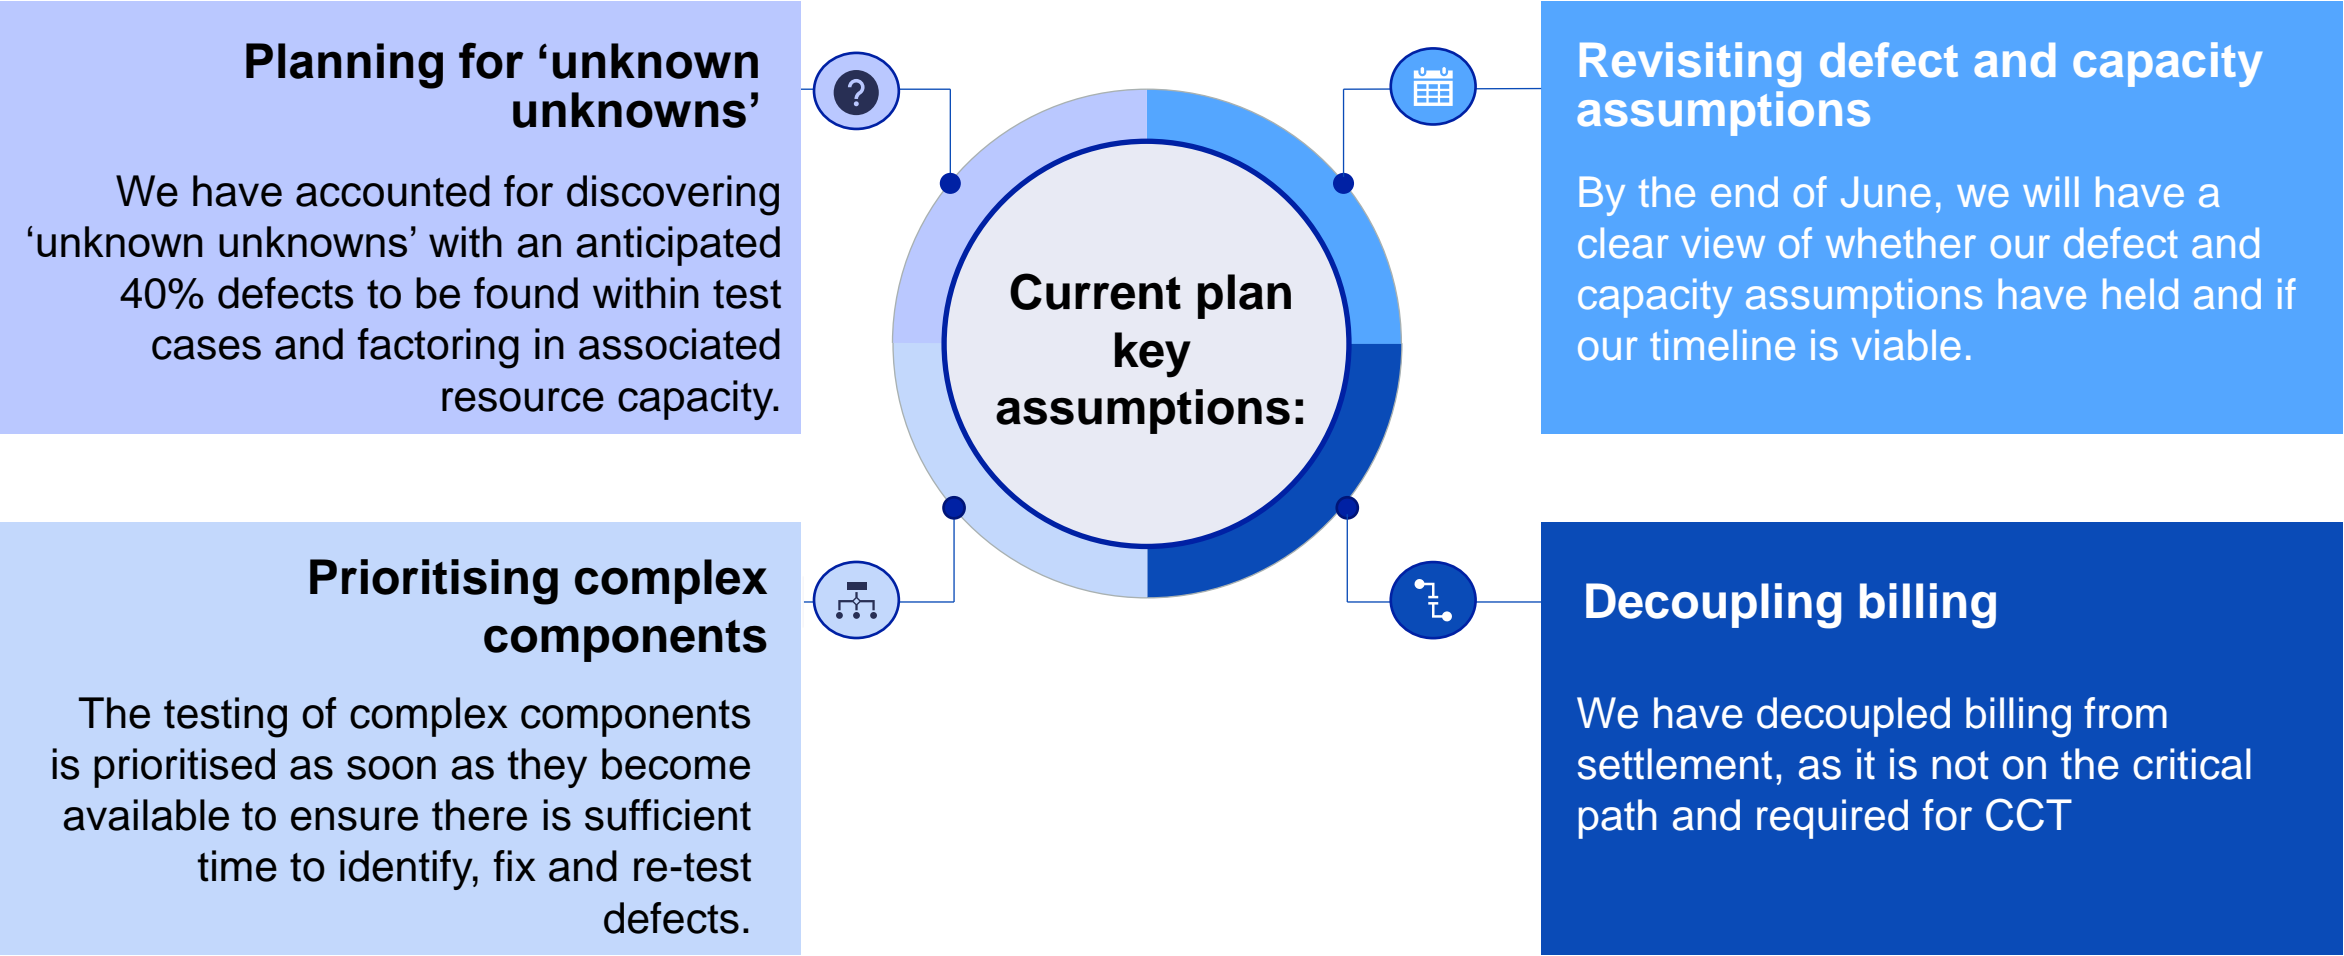 Planning for ‘unknown
unknowns’
We have accounted for discovering
‘unknown unknowns’ with an anticipated
40% defects to be found within test
cases and factoring in associated
resource capacity.
Revisiting defect and capacity
assumptions
By the end of June, we will have a
clear view of whether our defect and
capacity assumptions have held and if
our timeline is viable.
Current plan
key
assumptions:
Prioritising complex
components
The testing of complex components
is prioritised as soon as they become
available to ensure there is sufficient
time to identify, fix and re-test
defects.
Decoupling billing
We have decoupled billing from
settlement, as it is not on the critical
path and required for CCT